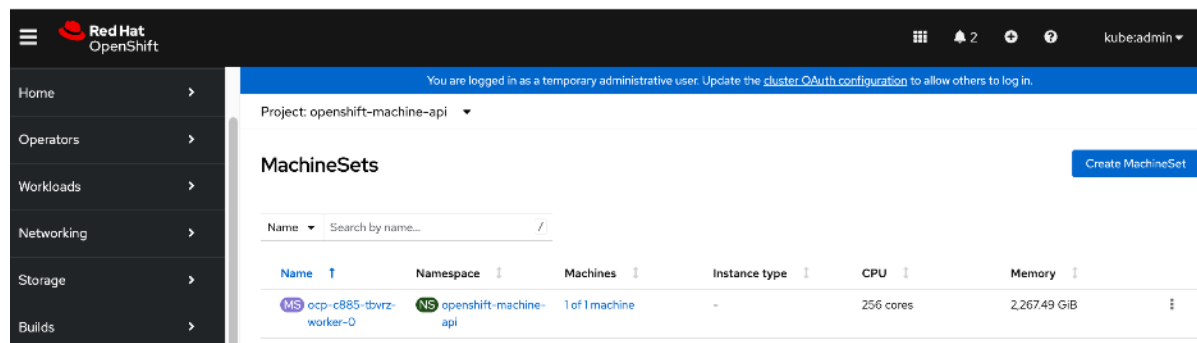 Red Hat
OpenShift
2
kube:admin
You are logged in as a temporary administrative user. Update the cluster OAuth configuration to allow others to log in.
Home
Operators
Workloads
Networking
Storage
Builds
Project: openshift-machine-api
MachineSets
Create MachineSet
Name
Search by name...
/
Name Namespace Machines Instance type CPU Memory
MS ocp-c885-tbvrz- NS openshift-machine- 1 of 1 machine - 256 cores 2,267.49 GiB
worker-0 api